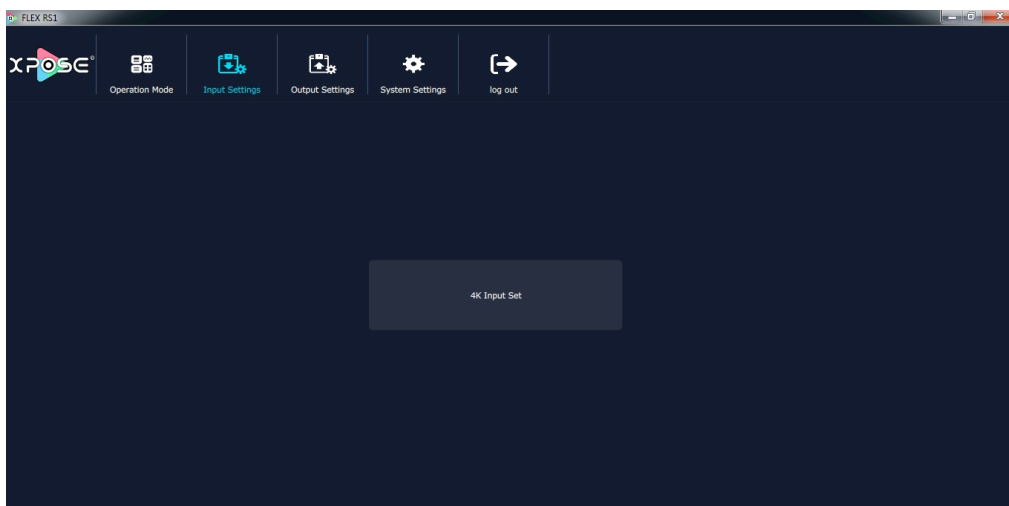 FLEX RS1
XPOSE®
Operation Mode
Input Settings
Output Settings
System Settings
log out
4K Input Set